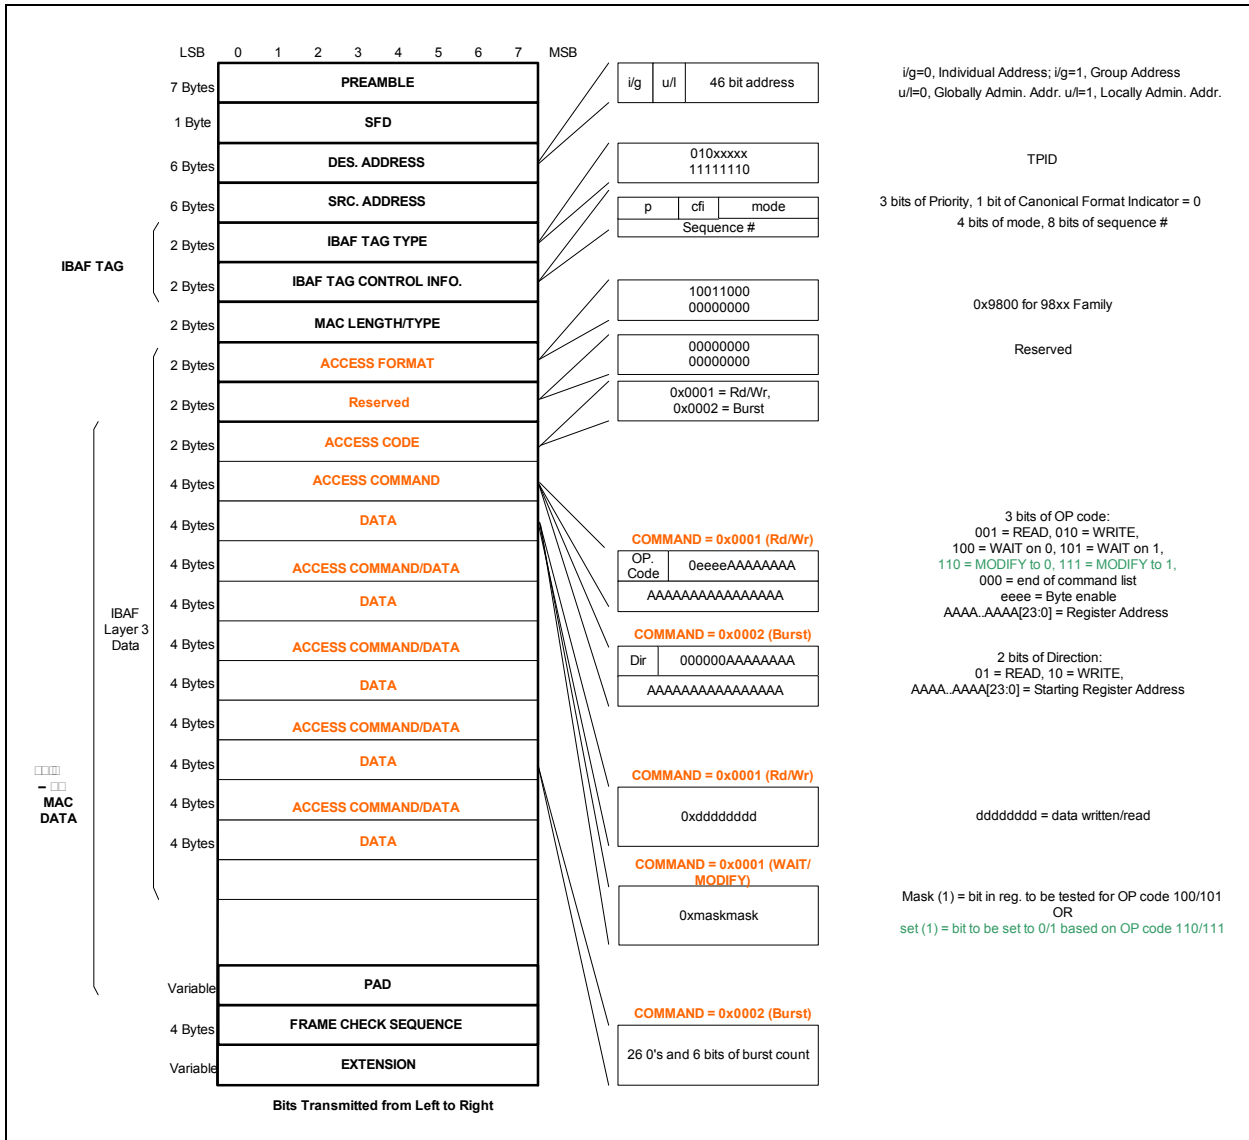 LSB 0 1 2 3 4 5 6 7 MSB
7 Bytes PREAMBLE
1 Byte SFD
6 Bytes DES. ADDRESS
6 Bytes SRC. ADDRESS
IBAF TAG
2 Bytes IBAF TAG TYPE
2 Bytes IBAF TAG CONTROL INFO.
2 Bytes MAC LENGTH/TYPE
2 Bytes ACCESS FORMAT
2 Bytes Reserved
2 Bytes ACCESS CODE
4 Bytes ACCESS COMMAND
4 Bytes DATA
4 Bytes ACCESS COMMAND/DATA
4 Bytes DATA
4 Bytes ACCESS COMMAND/DATA
4 Bytes DATA
4 Bytes ACCESS COMMAND/DATA
4 Bytes DATA
4 Bytes ACCESS COMMAND/DATA
4 Bytes DATA
IBAF
Layer 3
Data
–
MAC
DATA
Variable PAD
4 Bytes FRAME CHECK SEQUENCE
Variable EXTENSION
Bits Transmitted from Left to Right
i/g u/l 46 bit address
i/g=0, Individual Address; i/g=1, Group Address
u/l=0, Globally Admin. Addr. u/l=1, Locally Admin. Addr.
010xxxxx
11111110
TPID
p cfi mode
Sequence #
3 bits of Priority, 1 bit of Canonical Format Indicator = 0
4 bits of mode, 8 bits of sequence #
10011000
00000000
0x9800 for 98xx Family
00000000
00000000
Reserved
0x0001 = Rd/Wr,
0x0002 = Burst
COMMAND = 0x0001 (Rd/Wr)
OP.
Code
0eeeeAAAAAAAA
AAAAAAAAAAAAAAAA
3 bits of OP code:
001 = READ, 010 = WRITE,
100 = WAIT on 0, 101 = WAIT on 1,
110 = MODIFY to 0, 111 = MODIFY to 1,
000 = end of command list
eeee = Byte enable
AAAA..AAAA[23:0] = Register Address
COMMAND = 0x0002 (Burst)
Dir 000000AAAAAAAA
AAAAAAAAAAAAAAAA
2 bits of Direction:
01 = READ, 10 = WRITE,
AAAA..AAAA[23:0] = Starting Register Address
COMMAND = 0x0001 (Rd/Wr)
0xdddddddd
dddddddd = data written/read
COMMAND = 0x0001 (WAIT/
MODIFY)
0xmaskmask
Mask (1) = bit in reg. to be tested for OP code 100/101
OR
set (1) = bit to be set to 0/1 based on OP code 110/111
COMMAND = 0x0002 (Burst)
26 0's and 6 bits of burst count